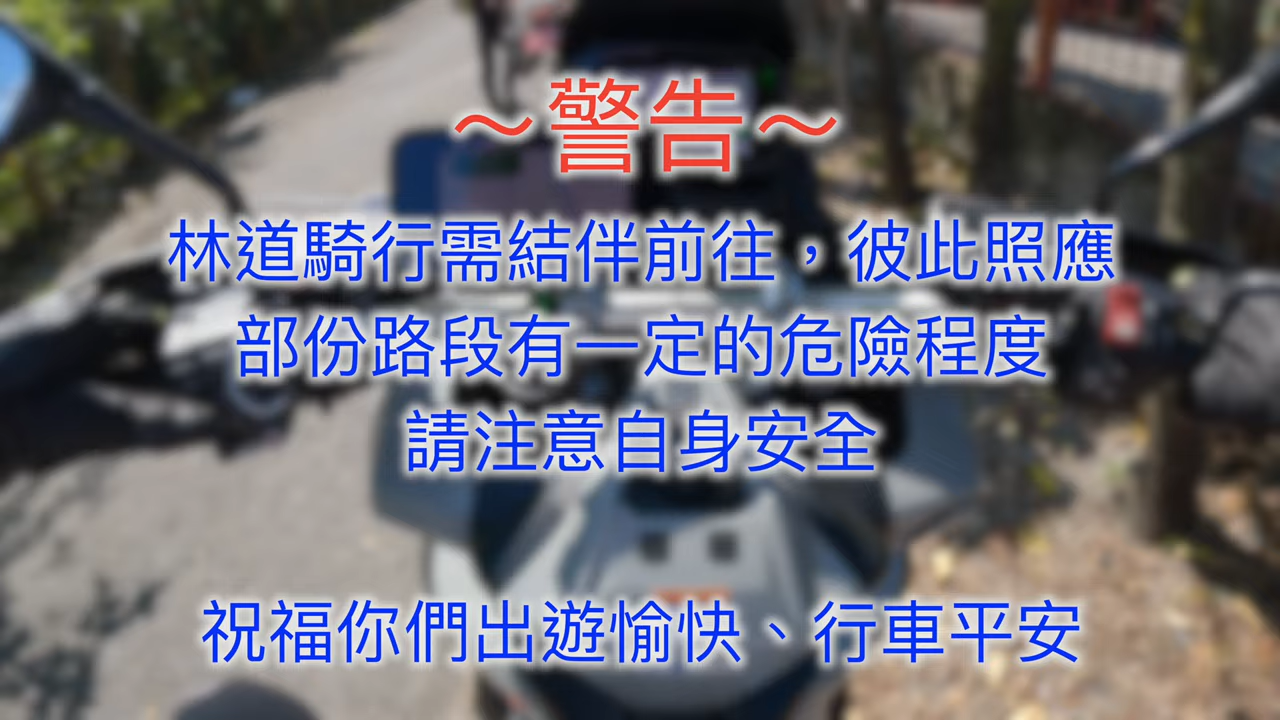 ～警告～
林道騎行需結伴前往，彼此照應
部份路段有一定的危險程度
請注意自身安全
祝福你們出遊愉快、行車平安